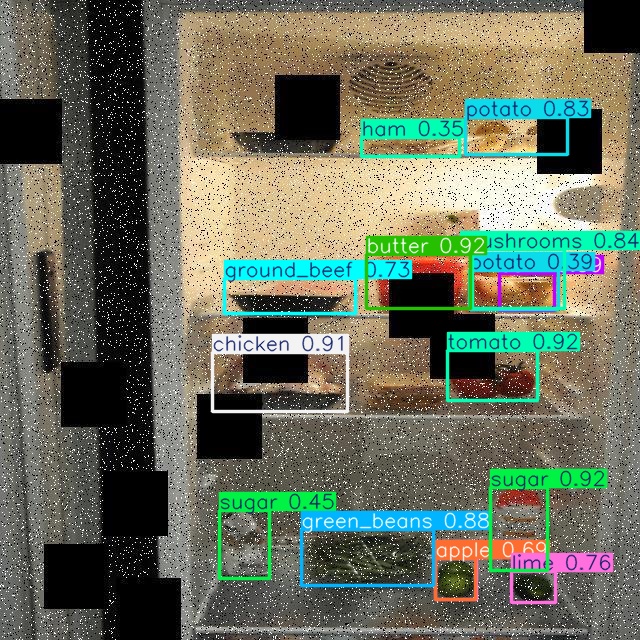 potato 0.83
ham 0.35
butter 0.92
ushrooms 0.84
ground_beef 0.73
potato 0.39
chicken 0.91
tomato 0.92
sugar 0.92
sugar 0.45
green_beans 0.88
apple 0.69
lime 0.76